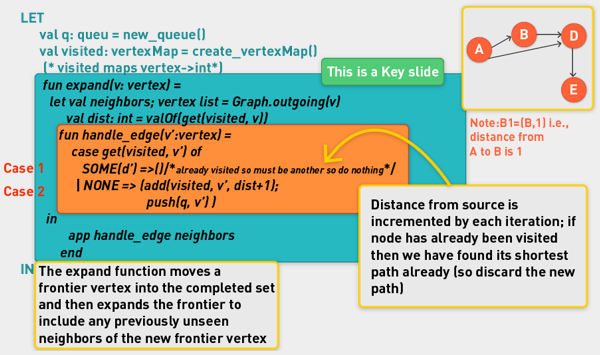 LET
val q: queu = new_queue()
val visited: vertexMap = create_vertexMap()
(* visited maps vertex->int*)
This is a Key slide
A
B
D
E
Note:B1=(B,1) i.e.,
distance from
A to B is 1
fun expand(v: vertex) =
let val neighbors; vertex list = Graph.outgoing(v)
val dist: int = valOf(get(visited, v))
fun handle_edge(v':vertex) =
case get(visited, v') of
Case 1
SOME(d') =>()/*already visited so must be another so do nothing*/
Case 2
| NONE => (add(visited, v', dist+1);
push(q, v') )
in
app handle_edge neighbors
end
IN
Distance from source is
incremented by each iteration; if
node has already been visited
then we have found its shortest
path already (so discard the new
path)
The expand function moves a
frontier vertex into the completed set
and then expands the frontier to
include any previously unseen
neighbors of the new frontier vertex